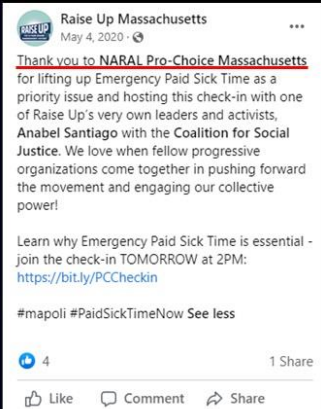 RAISE UP
Raise Up Massachusetts
May 4, 2020 ·
Thank you to NARAL Pro-Choice Massachusetts
for lifting up Emergency Paid Sick Time as a
priority issue and hosting this check-in with one
of Raise Up's very own leaders and activists,
Anabel Santiago with the Coalition for Social
Justice. We love when fellow progressive
organizations come together in pushing forward
the movement and engaging our collective
power!
Learn why Emergency Paid Sick Time is essential -
join the check-in TOMORROW at 2PM:
https://bit.ly/PCCheckin
#mapoli #PaidSickTimeNow See less
4 1 Share
Like Comment Share